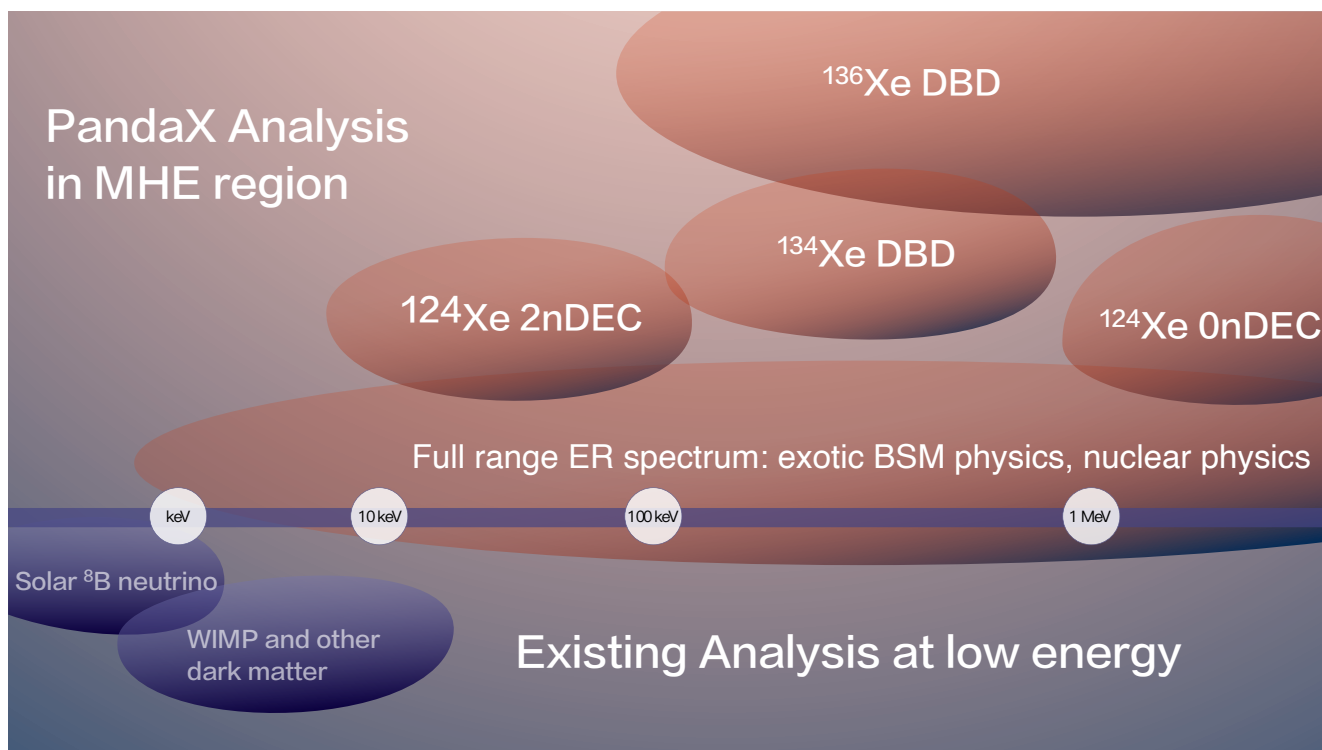 PandaX Analysis
in MHE region
¹³⁶Xe DBD
¹³⁴Xe DBD
¹²⁴Xe 2nDEC
¹²⁴Xe 0nDEC
Full range ER spectrum: exotic BSM physics, nuclear physics
keV
10 keV
100 keV
1 MeV
Solar ⁸B neutrino
WIMP and other
dark matter
Existing Analysis at low energy